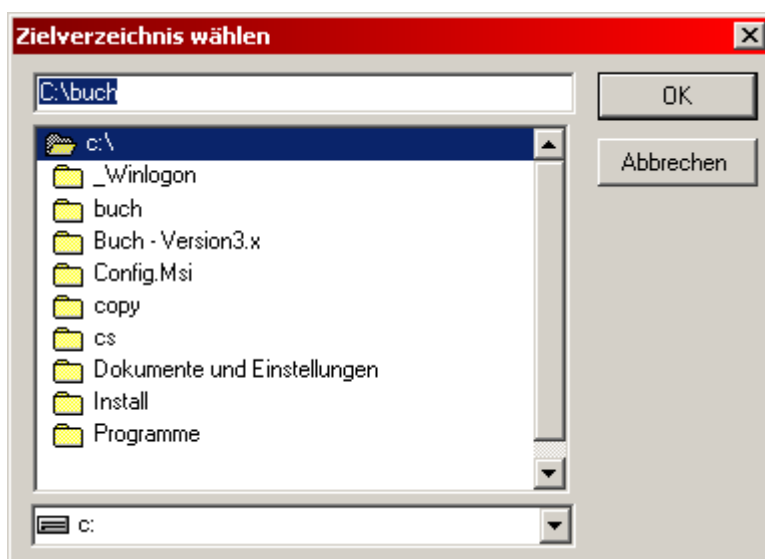 Zielverzeichnis wählen
C:\buch
OK
c:\
Abbrechen
_Winlogon
buch
Buch - Version3.x
Config.Msi
copy
cs
Dokumente und Einstellungen
Install
Programme
c: